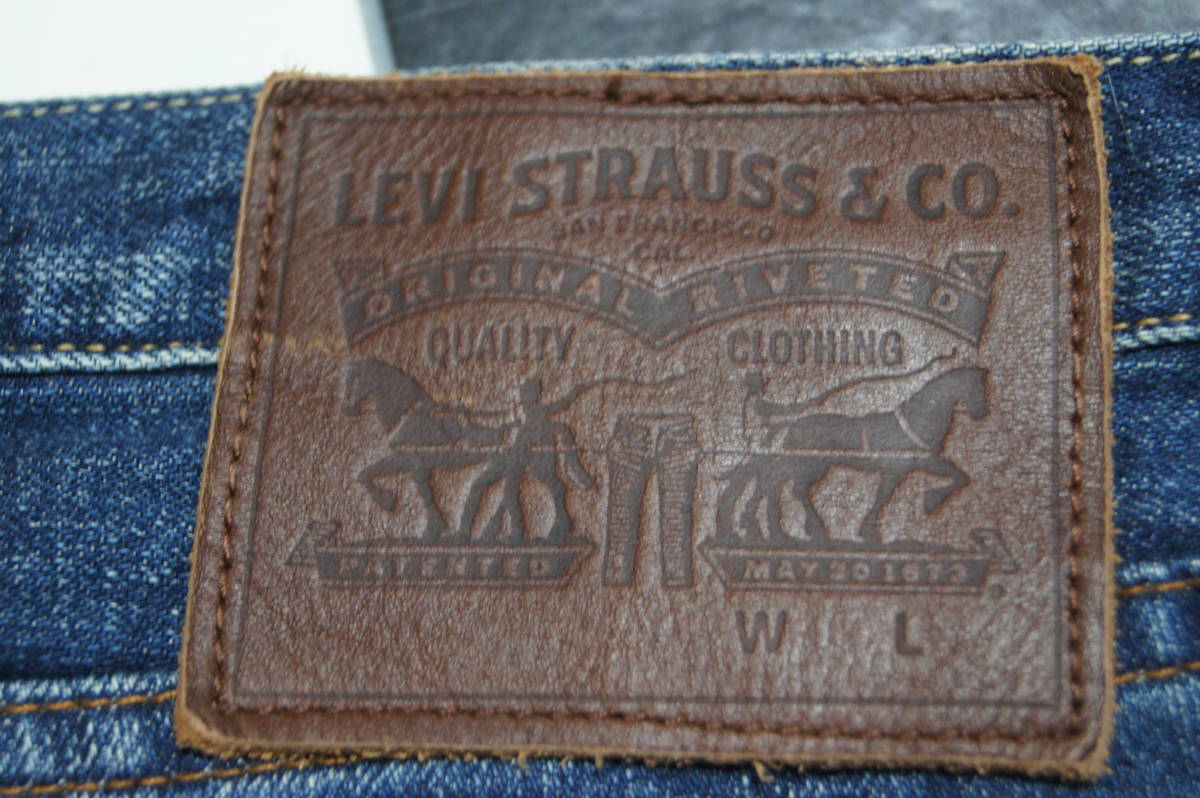 LEVI STRAUSS & CO.
SAN FRANCISCO
CAL.
ORIGINAL RIVETED
QUALITY CLOTHING
PATENTED MAY 20 1873
W L